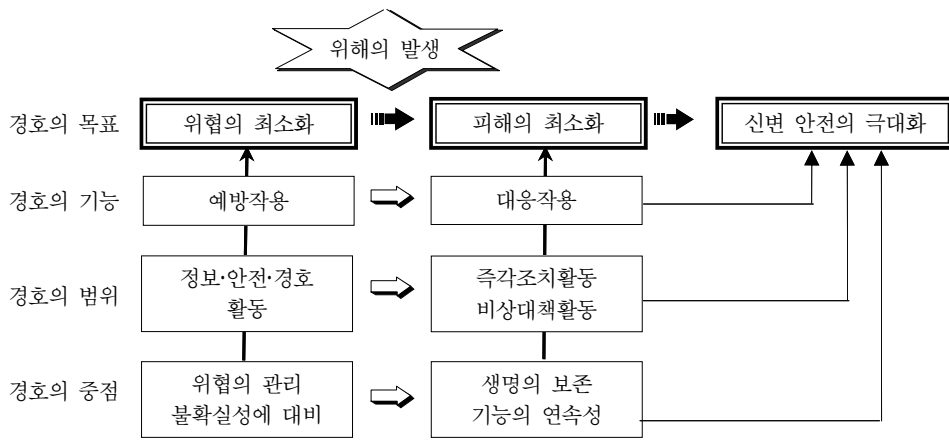 위해의 발생
경호의 목표 위협의 최소화 피해의 최소화 신변 안전의 극대화
경호의 기능 예방작용 대응작용
경호의 범위
정보·안전·경호
활동
즉각조치활동
비상대책활동
경호의 중점
위협의 관리
불확실성에 대비
생명의 보존
기능의 연속성